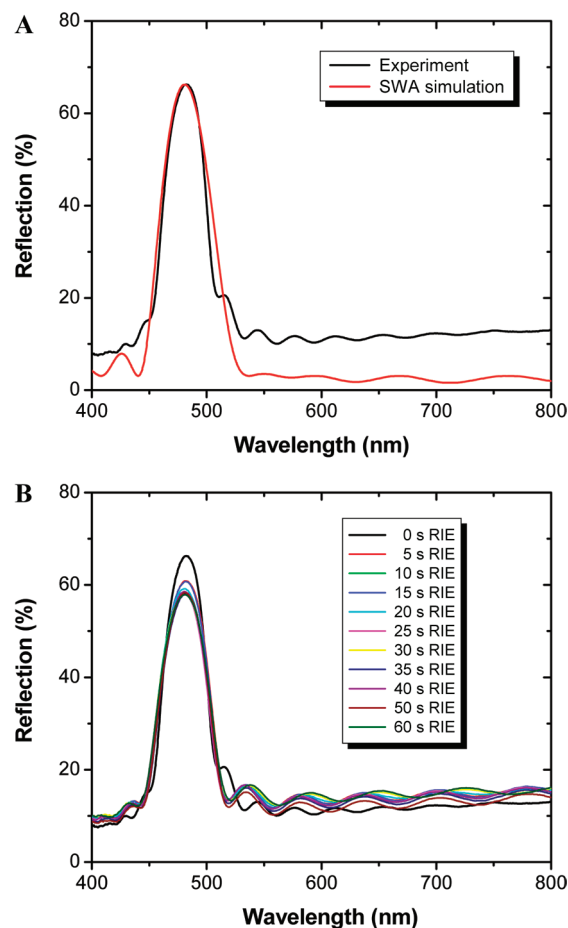 A
80
60
40
20
0
Reflection (%)
Experiment
SWA simulation
400 500 600 700 800
Wavelength (nm)
B
80
60
40
20
0
Reflection (%)
0 s RIE
5 s RIE
10 s RIE
15 s RIE
20 s RIE
25 s RIE
30 s RIE
35 s RIE
40 s RIE
50 s RIE
60 s RIE
400 500 600 700 800
Wavelength (nm)